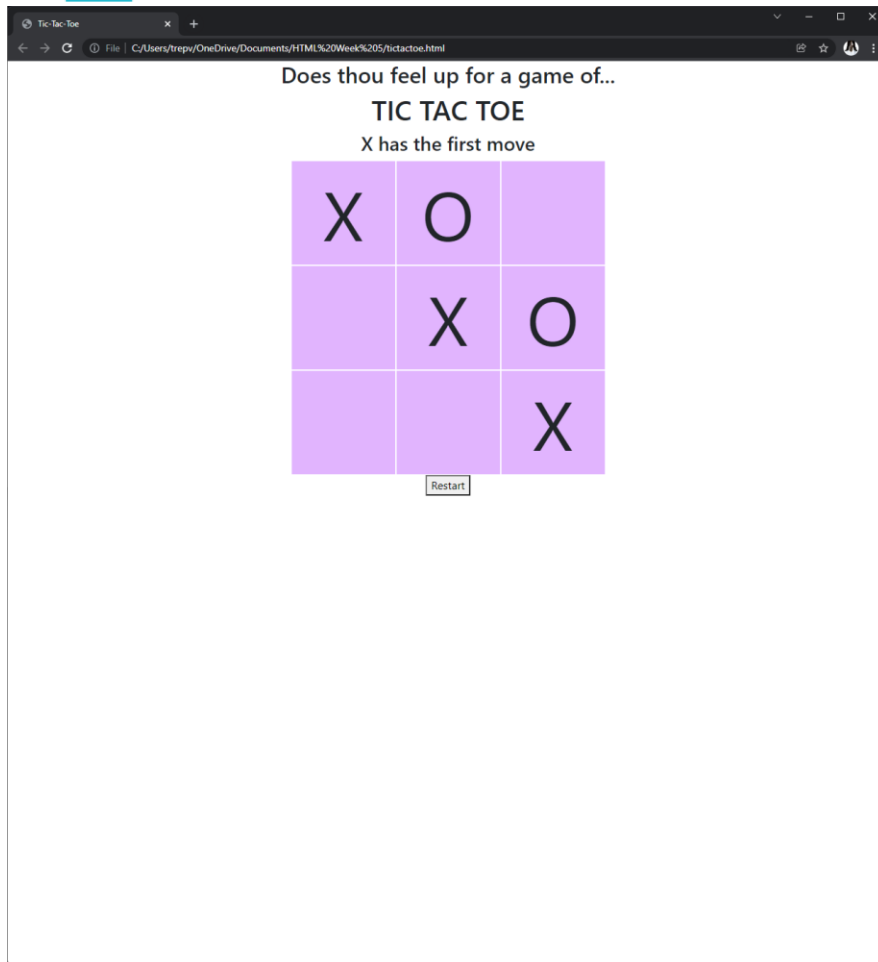 Tic-Tac-Toe
File | C:/Users/trepv/OneDrive/Documents/HTML%20Week%205/tictactoe.html
Does thou feel up for a game of...
TIC TAC TOE
X has the first move
X O
X O
X
Restart